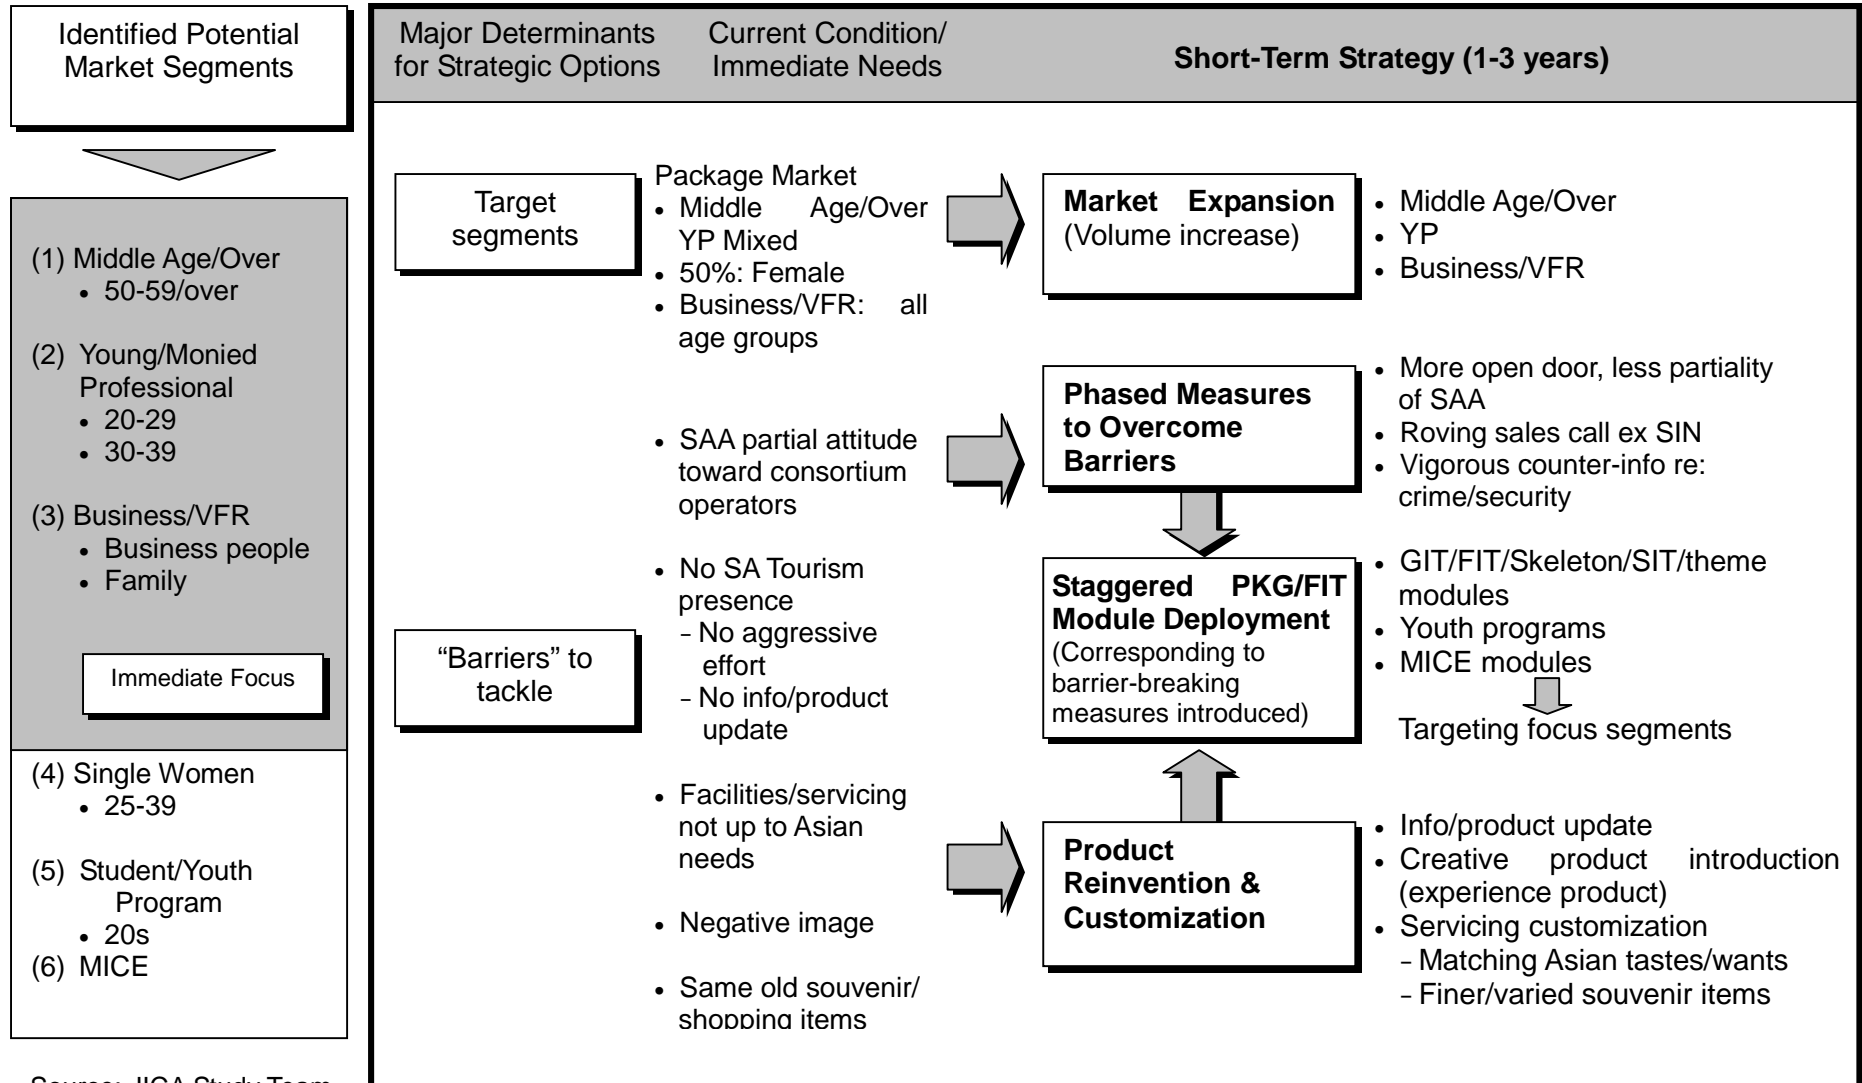 Identified Potential
Market Segments
(1) Middle Age/Over
• 50-59/over
(2) Young/Monied
Professional
• 20-29
• 30-39
(3) Business/VFR
• Business people
• Family
Immediate Focus
(4) Single Women
• 25-39
(5) Student/Youth
Program
• 20s
(6) MICE
Source: JICA Study Team
Major Determinants
for Strategic Options
Current Condition/
Immediate Needs
Short-Term Strategy (1-3 years)
Target
segments
Package Market
• Middle Age/Over
YP Mixed
• 50%: Female
• Business/VFR: all
age groups
Market Expansion
(Volume increase)
• Middle Age/Over
• YP
• Business/VFR
"Barriers" to
tackle
• SAA partial attitude
toward consortium
operators
• No SA Tourism
presence
- No aggressive
effort
- No info/product
update
• Facilities/servicing
not up to Asian
needs
• Negative image
• Same old souvenir/
shopping items
Phased Measures
to Overcome
Barriers
• More open door, less partiality
of SAA
• Roving sales call ex SIN
• Vigorous counter-info re:
crime/security
Staggered PKG/FIT
Module Deployment
(Corresponding to
barrier-breaking
measures introduced)
• GIT/FIT/Skeleton/SIT/theme
modules
• Youth programs
• MICE modules
Targeting focus segments
Product
Reinvention &
Customization
• Info/product update
• Creative product introduction
(experience product)
• Servicing customization
- Matching Asian tastes/wants
- Finer/varied souvenir items